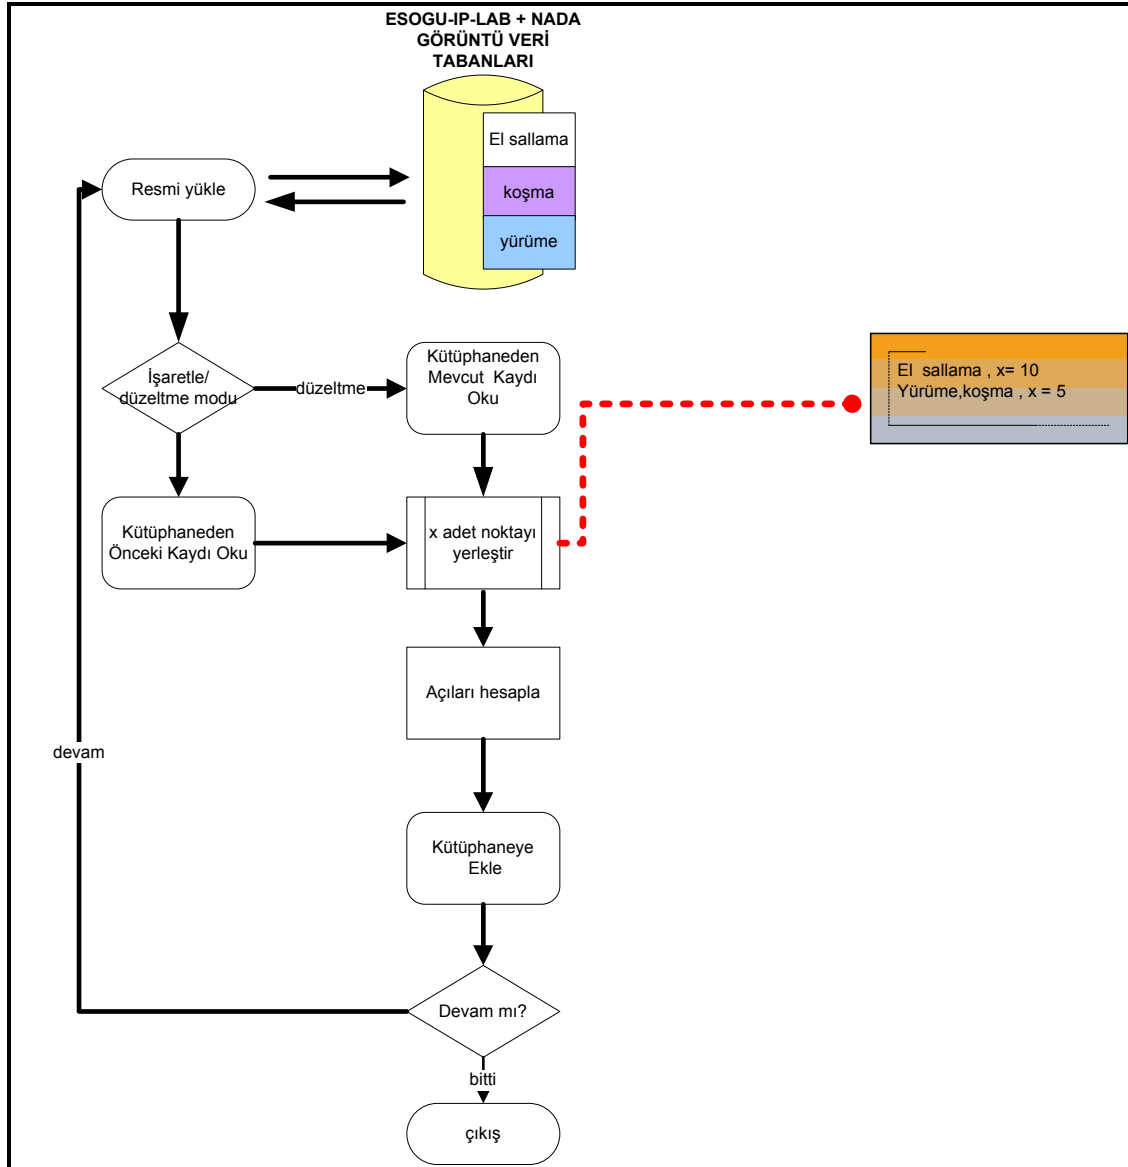 ESOGU-IP-LAB + NADA
GÖRÜNTÜ VERİ
TABANLARI
El sallama
koşma
yürüme
Resmi yükle
İşaretle/
düzeltme modu
düzeltme
Kütüphaneden
Mevcut Kaydı
Oku
El sallama , x= 10
Yürüme,koşma , x = 5
Kütüphaneden
Önceki Kaydı Oku
x adet noktayı
yerleştir
Açıları hesapla
devam
Kütüphaneye
Ekle
Devam mı?
bitti
çıkış